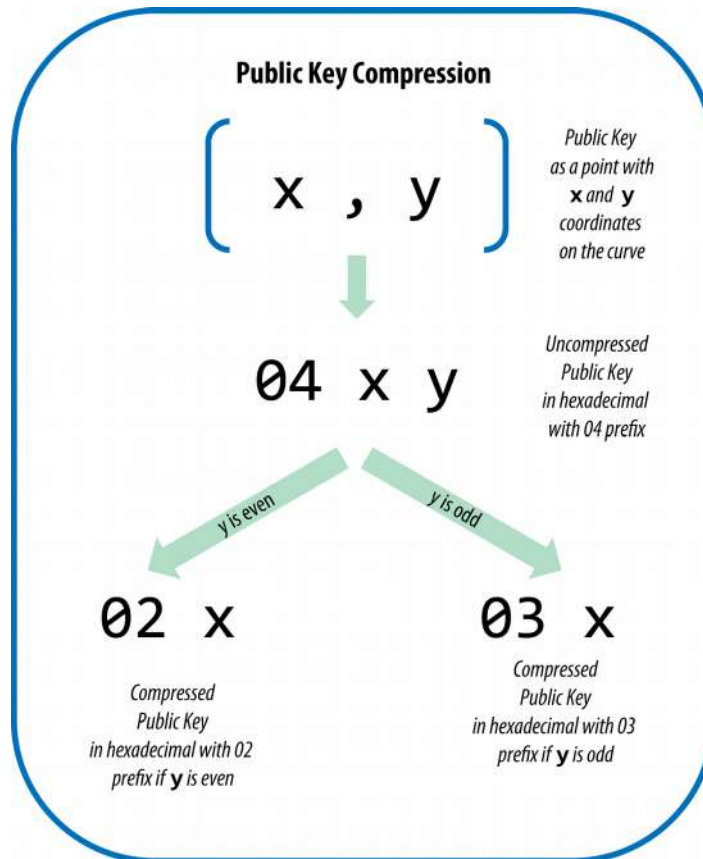 Public Key Compression
x , y
Public Key
as a point with
x and y
coordinates
on the curve
04 x y
Uncompressed
Public Key
in hexadecimal
with 04 prefix
y is even
y is odd
02 x
Compressed
Public Key
in hexadecimal with 02
prefix if y is even
03 x
Compressed
Public Key
in hexadecimal with 03
prefix if y is odd